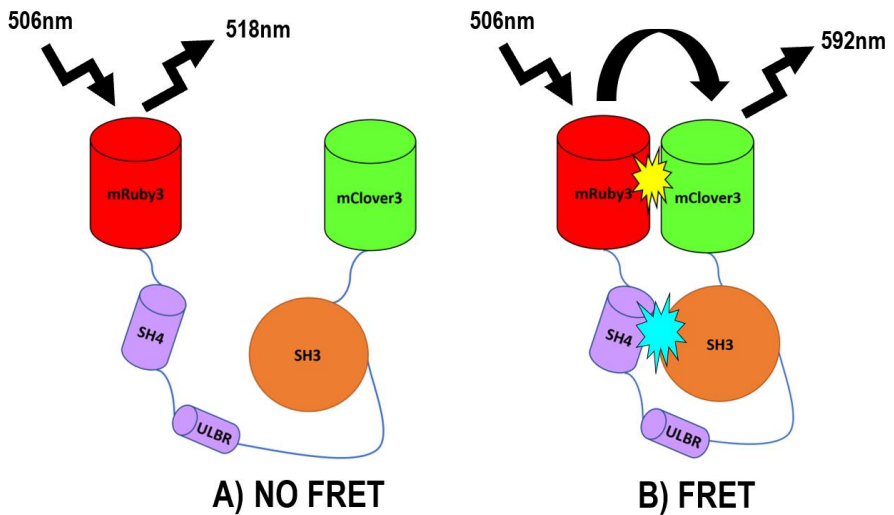 506nm
518nm
mRuby3
mClover3
SH4
SH3
ULBR
A) NO FRET
506nm
592nm
mRuby3
mClover3
SH4
SH3
ULBR
B) FRET